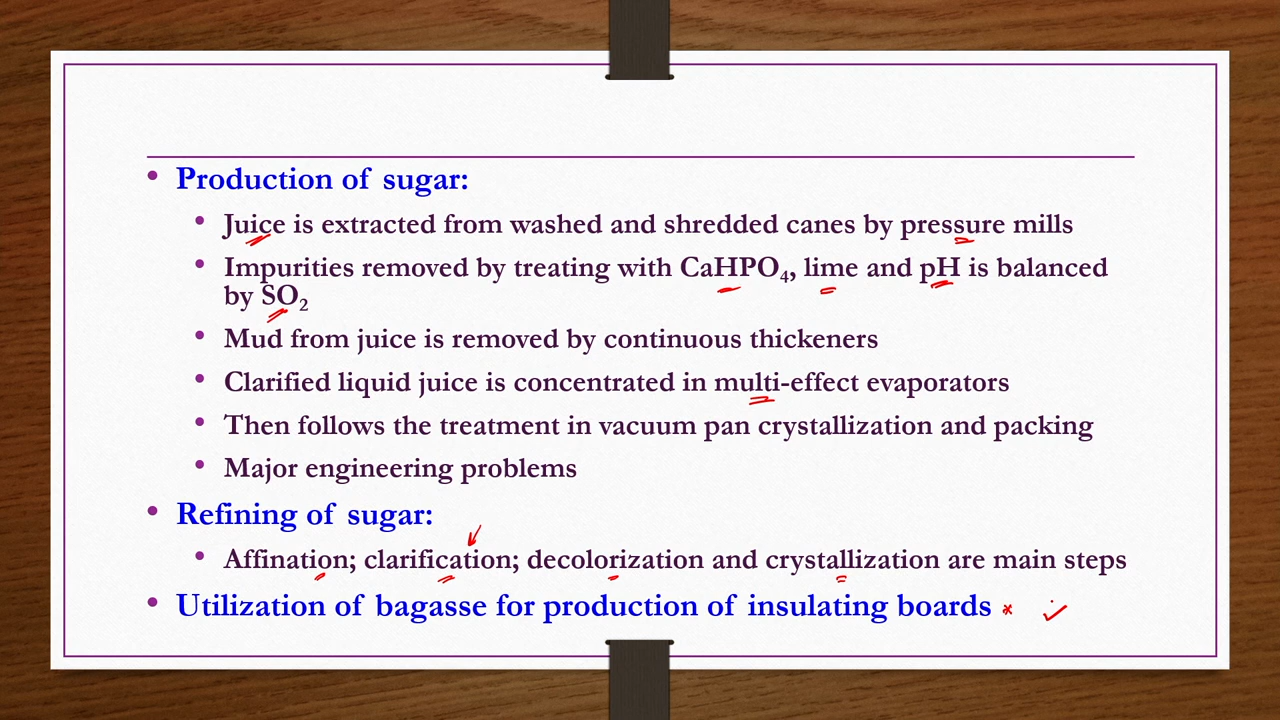 • Production of sugar:
• Juice is extracted from washed and shredded canes by pressure mills
• Impurities removed by treating with CaHPO₄, lime and pH is balanced
by SO₂
• Mud from juice is removed by continuous thickeners
• Clarified liquid juice is concentrated in multi-effect evaporators
• Then follows the treatment in vacuum pan crystallization and packing
• Major engineering problems
• Refining of sugar:
• Affination; clarification; decolorization and crystallization are main steps
• Utilization of bagasse for production of insulating boards